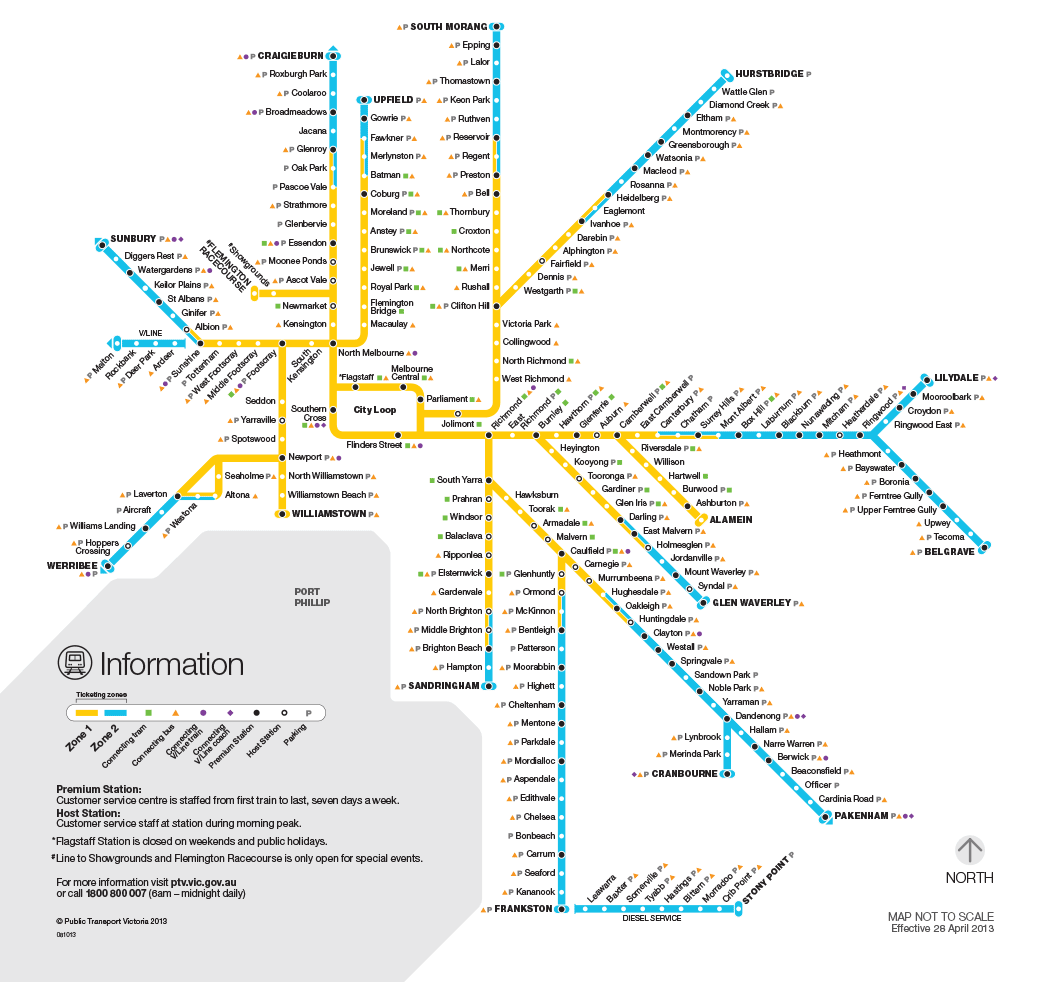 SOUTH MORANG
Epping
Lalor
Thomastown
Keon Park
Ruthven
Reservoir
Regent
Preston
Bell
Thornbury
Croxton
Northcote
Merri
Rushall
Clifton Hill
Victoria Park
Collingwood
North Richmond
West Richmond
CRAIGIEBURN
Roxburgh Park
Coolaroo
Broadmeadows
Jacana
Glenroy
Oak Park
Pascoe Vale
Strathmore
Glenbervie
Essendon
Moonee Ponds
Ascot Vale
Newmarket
Kensington
UPFIELD
Gowrie
Fawkner
Merlynston
Batman
Coburg
Moreland
Anstey
Brunswick
Jewell
Royal Park
Flemington
Bridge
Macaulay
North Melbourne
HURSTBRIDGE
Wattle Glen
Diamond Creek
Eltham
Montmorency
Greensborough
Watsonia
Macleod
Rosanna
Heidelberg
Eaglemont
Ivanhoe
Darebin
Alphington
Fairfield
Dennis
Westgarth
#Showgrounds
#FLEMINGTON
RACECOURSE
SUNBURY
Diggers Rest
Watergardens
Keilor Plains
St Albans
Ginifer
Albion
V/LINE
Melton
Rockbank
Deer Park
Ardeer
Sunshine
Tottenham
West Footscray
Middle Footscray
Footscray
South
Kensington
Seddon
Yarraville
Spotswood
Newport
Seaholme
Altona
Westona
North Williamstown
Williamstown Beach
WILLIAMSTOWN
Laverton
Aircraft
Williams Landing
Hoppers
Crossing
WERRIBEE
*Flagstaff
Melbourne
Central
Parliament
City Loop
Southern
Cross
Flinders Street
Jolimont
Richmond
East
Richmond
Burnley
Hawthorn
Glenferrie
Auburn
Camberwell
East Camberwell
Canterbury
Chatham
Surrey Hills
Mont Albert
Box Hill
Laburnum
Blackburn
Nunawading
Mitcham
Heatherdale
Ringwood
LILYDALE
Mooroolbark
Croydon
Ringwood East
Heathmont
Bayswater
Boronia
Ferntree Gully
Upper Ferntree Gully
Upwey
Tecoma
BELGRAVE
Riversdale
Willison
Hartwell
Burwood
Ashburton
ALAMEIN
Heyington
Kooyong
Tooronga
Gardiner
Glen Iris
Darling
East Malvern
Holmesglen
Jordanville
Mount Waverley
Syndal
GLEN WAVERLEY
South Yarra
Prahran
Windsor
Balaclava
Ripponlea
Elsternwick
Gardenvale
North Brighton
Middle Brighton
Brighton Beach
Hampton
SANDRINGHAM
Hawksburn
Toorak
Armadale
Malvern
Caulfield
Carnegie
Murrumbeena
Hughesdale
Oakleigh
Huntingdale
Clayton
Westall
Springvale
Sandown Park
Noble Park
Yarraman
Dandenong
Hallam
Narre Warren
Berwick
Beaconsfield
Officer
Cardinia Road
PAKENHAM
Lynbrook
Merinda Park
CRANBOURNE
Glenhuntly
Ormond
McKinnon
Bentleigh
Patterson
Moorabbin
Highett
Cheltenham
Mentone
Parkdale
Mordialloc
Aspendale
Edithvale
Chelsea
Bonbeach
Carrum
Seaford
Kananook
FRANKSTON
Leawarra
Baxter
Somerville
Tyabb
Hastings
Bittern
Morradoo
Crib Point
STONY POINT
DIESEL SERVICE
PORT
PHILLIP
Information
Ticketing zones
Zone 1
Zone 2
Connecting tram
Connecting bus
Connecting
V/Line train
Connecting
V/Line coach
Premium Station
Host Station
Parking
P
Premium Station:
Customer service centre is staffed from first train to last, seven days a week.
Host Station:
Customer service staff at station during morning peak.
*Flagstaff Station is closed on weekends and public holidays.
#Line to Showgrounds and Flemington Racecourse is only open for special events.
For more information visit ptv.vic.gov.au
or call 1800 800 007 (6am – midnight daily)
© Public Transport Victoria 2013
NORTH
MAP NOT TO SCALE
Effective 28 April 2013